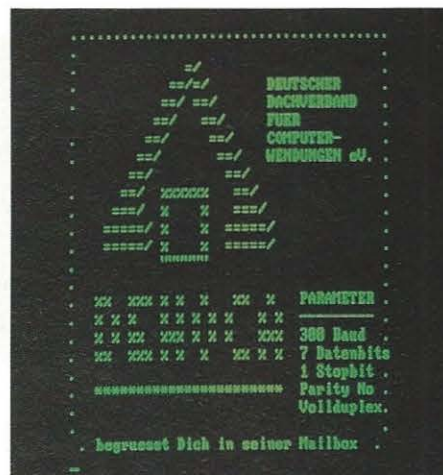 DEUTSCHER
DACHVERBAND
FUER
COMPUTER-
WENDUNGEN eV.
PARAMETER
300 Baud
7 Datenbits
1 Stopbit
Parity No
Vollduplex
begruesst Dich in seiner Mailbox